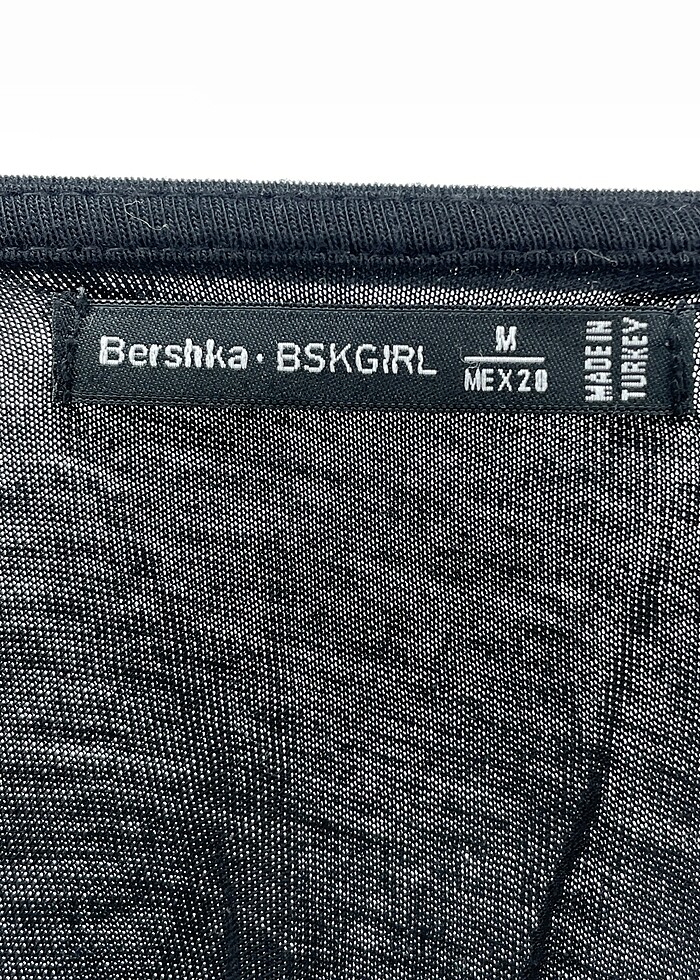 Bershka · BSKGIRL
M
MEX 28
MADE IN
TURKEY